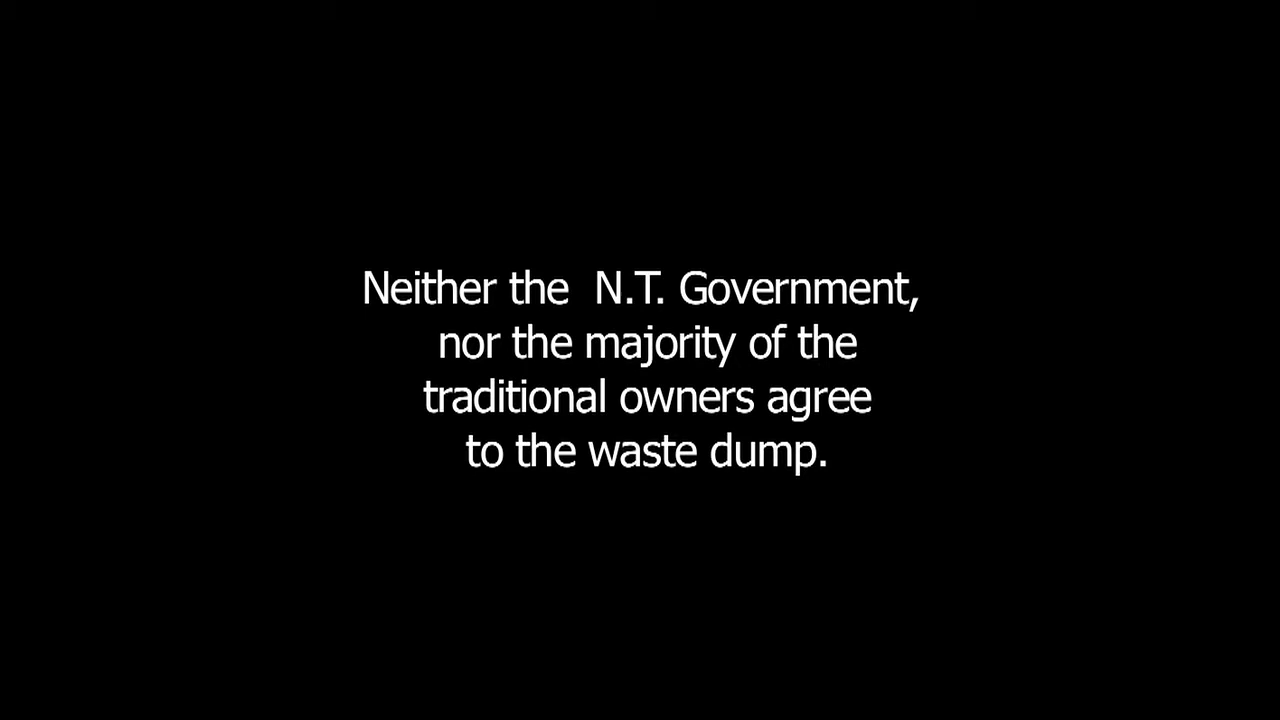 Neither the  N.T. Government,
nor the majority of the
traditional owners agree
to the waste dump.